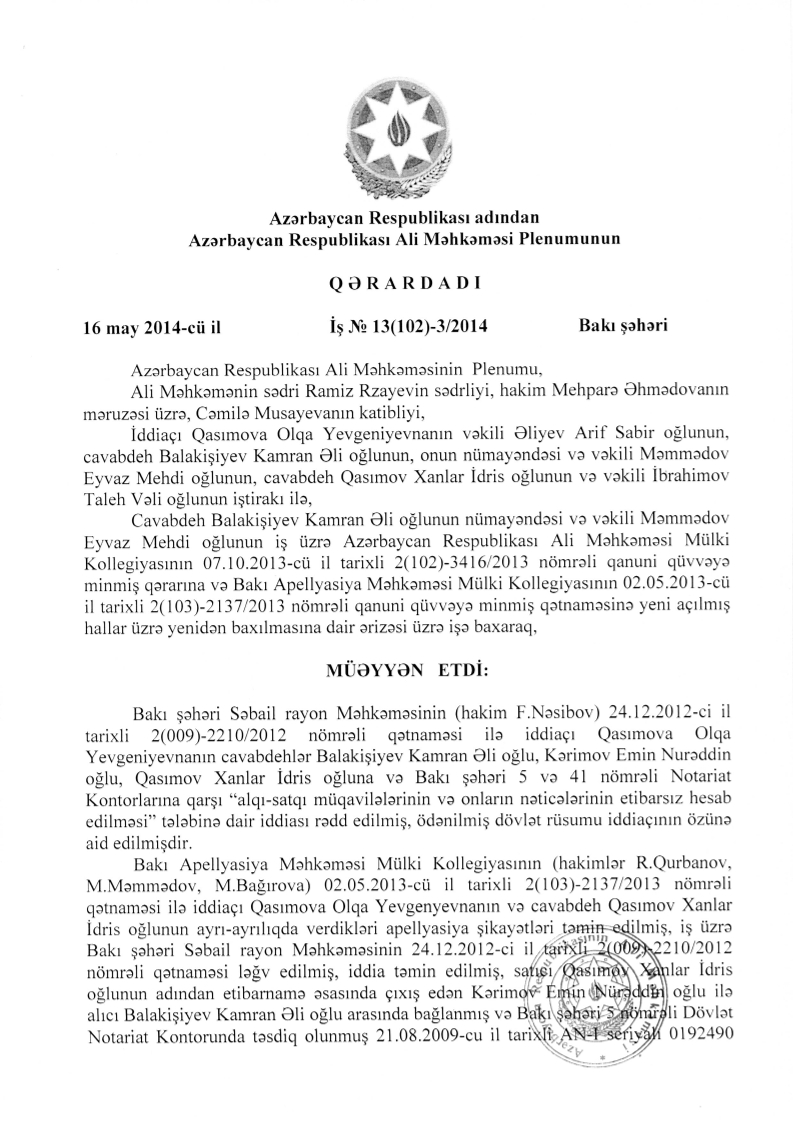 Azərbaycan Respublikası adından
Azərbaycan Respublikası Ali Məhkəməsi Plenumunun
QƏRARDADI
16 may 2014-cü il İş № 13(102)-3/2014 Bakı şəhəri
Azərbaycan Respublikası Ali Məhkəməsinin Plenumu,
Ali Məhkəmənin sədri Ramiz Rzayevin sədrliyi, hakim Mehparə Əhmədovanın
məruzəsi üzrə, Cəmilə Musayevanın katibliyi,
İddiaçı Qasımova Olqa Yevgeniyevnanın vəkili Əliyev Arif Sabir oğlunun,
cavabdeh Balakişiyev Kamran Əli oğlunun, onun nümayəndəsi və vəkili Məmmədov
Eyvaz Mehdi oğlunun, cavabdeh Qasımov Xanlar İdris oğlunun və vəkili İbrahimov
Taleh Vəli oğlunun iştirakı ilə,
Cavabdeh Balakişiyev Kamran Əli oğlunun nümayəndəsi və vəkili Məmmədov
Eyvaz Mehdi oğlunun iş üzrə Azərbaycan Respublikası Ali Məhkəməsi Mülki
Kollegiyasının 07.10.2013-cü il tarixli 2(102)-3416/2013 nömrəli qanuni qüvvəyə
minmiş qərarına və Bakı Apellyasiya Məhkəməsi Mülki Kollegiyasının 02.05.2013-cü
il tarixli 2(103)-2137/2013 nömrəli qanuni qüvvəyə minmiş qətnaməsinə yeni açılmış
hallar üzrə yenidən baxılmasına dair ərizəsi üzrə işə baxaraq,
MÜƏYYƏN ETDİ:
Bakı şəhəri Səbail rayon Məhkəməsinin (hakim F.Nəsibov) 24.12.2012-ci il
tarixli 2(009)-2210/2012 nömrəli qətnaməsi ilə iddiaçı Qasımova Olqa
Yevgeniyevnanın cavabdehlər Balakişiyev Kamran Əli oğlu, Kərimov Emin Nurəddin
oğlu, Qasımov Xanlar İdris oğluna və Bakı şəhəri 5 və 41 nömrəli Notariat
Kontorlarına qarşı “alqı-satqı müqavilələrinin və onların nəticələrinin etibarsız hesab
edilməsi” tələbinə dair iddiası rədd edilmiş, ödənilmiş dövlət rüsumu iddiaçının özünə
aid edilmişdir.
Bakı Apellyasiya Məhkəməsi Mülki Kollegiyasının (hakimlər R.Qurbanov,
M.Məmmədov, M.Bağırova) 02.05.2013-cü il tarixli 2(103)-2137/2013 nömrəli
qətnaməsi ilə iddiaçı Qasımova Olqa Yevgenyevnanın və cavabdeh Qasımov Xanlar
İdris oğlunun ayrı-ayrılıqda verdikləri apellyasiya şikayətləri təmin edilmiş, iş üzrə
Bakı şəhəri Səbail rayon Məhkəməsinin 24.12.2012-ci il tarixli 2(009)-2210/2012
nömrəli qətnaməsi ləğv edilmiş, iddia təmin edilmiş, satıcı Qasımov Xanlar İdris
oğlunun adından etibarnamə əsasında çıxış edən Kərimov Emin Nurəddin oğlu ilə
alıcı Balakişiyev Kamran Əli oğlu arasında bağlanmış və Bakı şəhəri 5 nömrəli Dövlət
Notariat Kontorunda təsdiq olunmuş 21.08.2009-cu il tarixli AN-I seriyalı 0192490